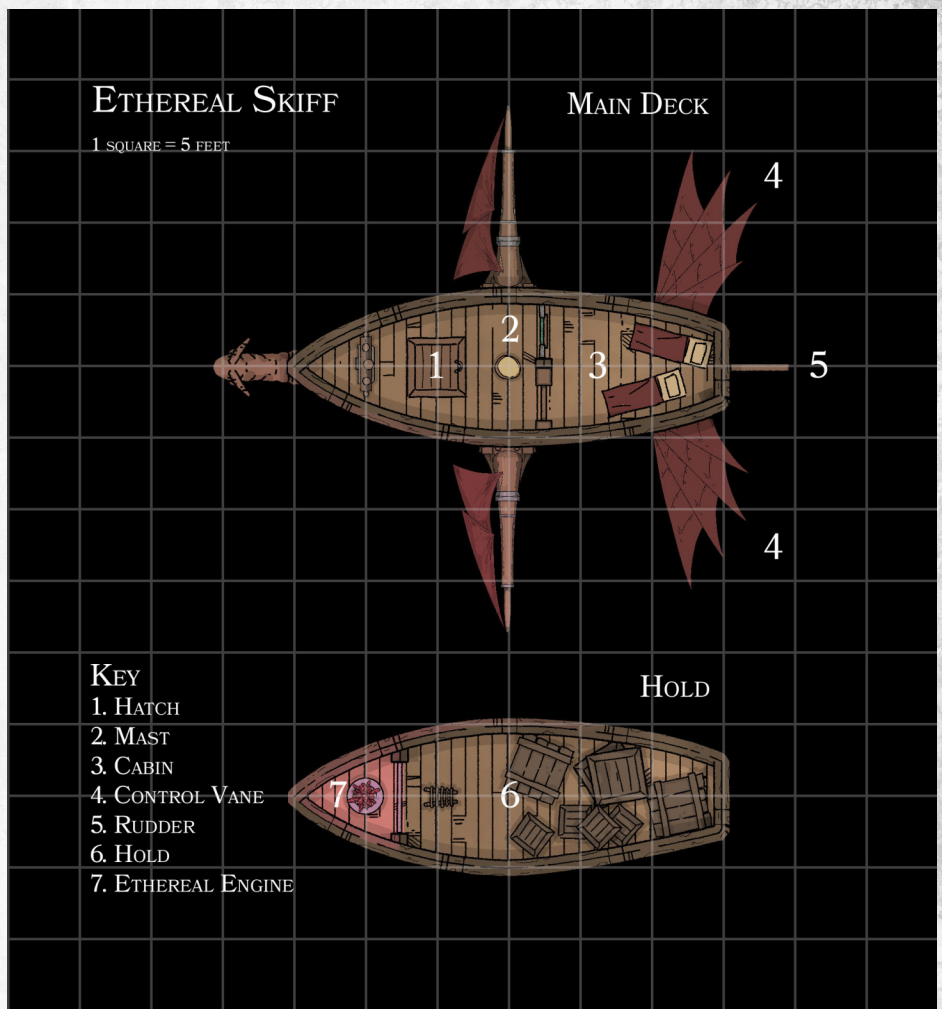 Ethereal Skiff
Main Deck
1 square = 5 feet
4
2
1
3
5
4
Key
1. Hatch
2. Mast
3. Cabin
4. Control Vane
5. Rudder
6. Hold
7. Ethereal Engine
Hold
7
6